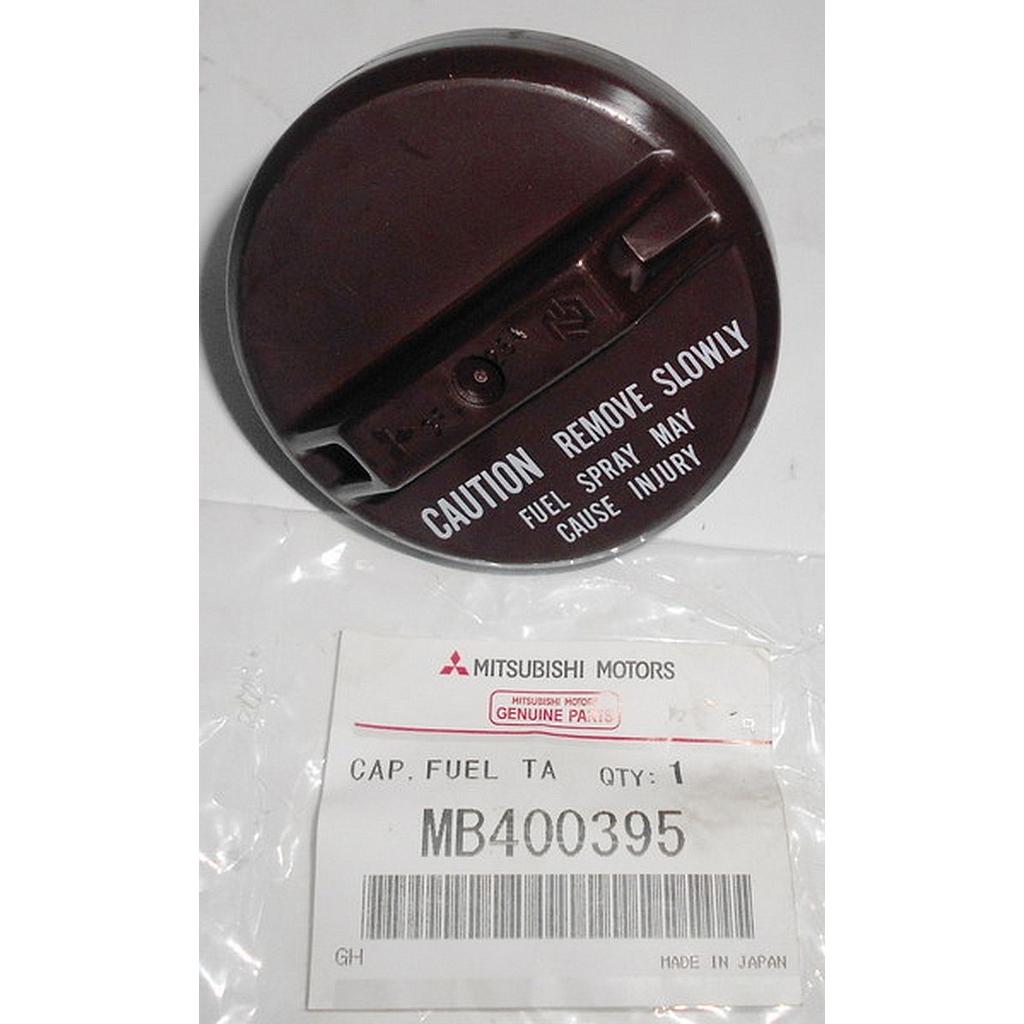 CAUTION REMOVE SLOWLY
FUEL SPRAY MAY
CAUSE INJURY
MITSUBISHI MOTORS
MITSUBISHI MOTORS
GENUINE PARTS
CAP, FUEL TA QTY: 1
MB400395
GH
MADE IN JAPAN